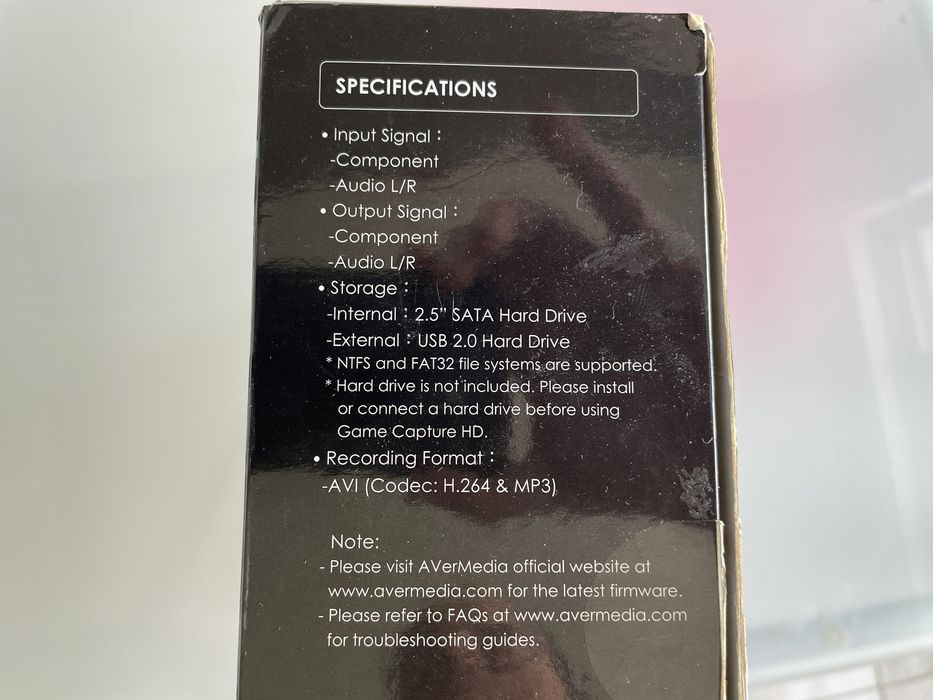 SPECIFICATIONS
• Input Signal :
-Component
-Audio L/R
• Output Signal :
-Component
-Audio L/R
• Storage :
-Internal : 2.5" SATA Hard Drive
-External : USB 2.0 Hard Drive
* NTFS and FAT32 file systems are supported.
* Hard drive is not included. Please install
or connect a hard drive before using
Game Capture HD.
• Recording Format :
-AVI (Codec: H.264 & MP3)
Note:
- Please visit AVerMedia official website at
www.avermedia.com for the latest firmware.
- Please refer to FAQs at www.avermedia.com
for troubleshooting guides.